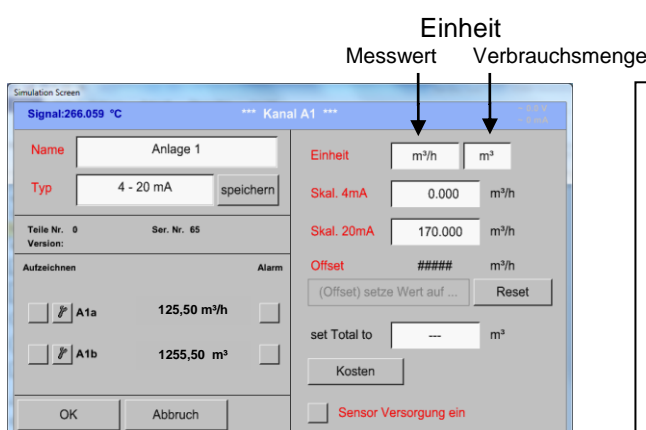 Einheit
Messwert Verbrauchsmenge
Simulation Screen
Signal:266.059 °C *** Kanal A1 ***
Name Anlage 1
Typ 4 - 20 mA speichern
Teile Nr. 0 Ser. Nr. 65
Version:
Aufzeichnen Alarm
A1a 125,50 m³/h
A1b 1255,50 m³
OK Abbruch
Einheit m³/h m³
Skal. 4mA 0.000 m³/h
Skal. 20mA 170.000 m³/h
Offset ##### m³/h
(Offset) setze Wert auf ... Reset
set Total to --- m³
Kosten
Sensor Versorgung ein